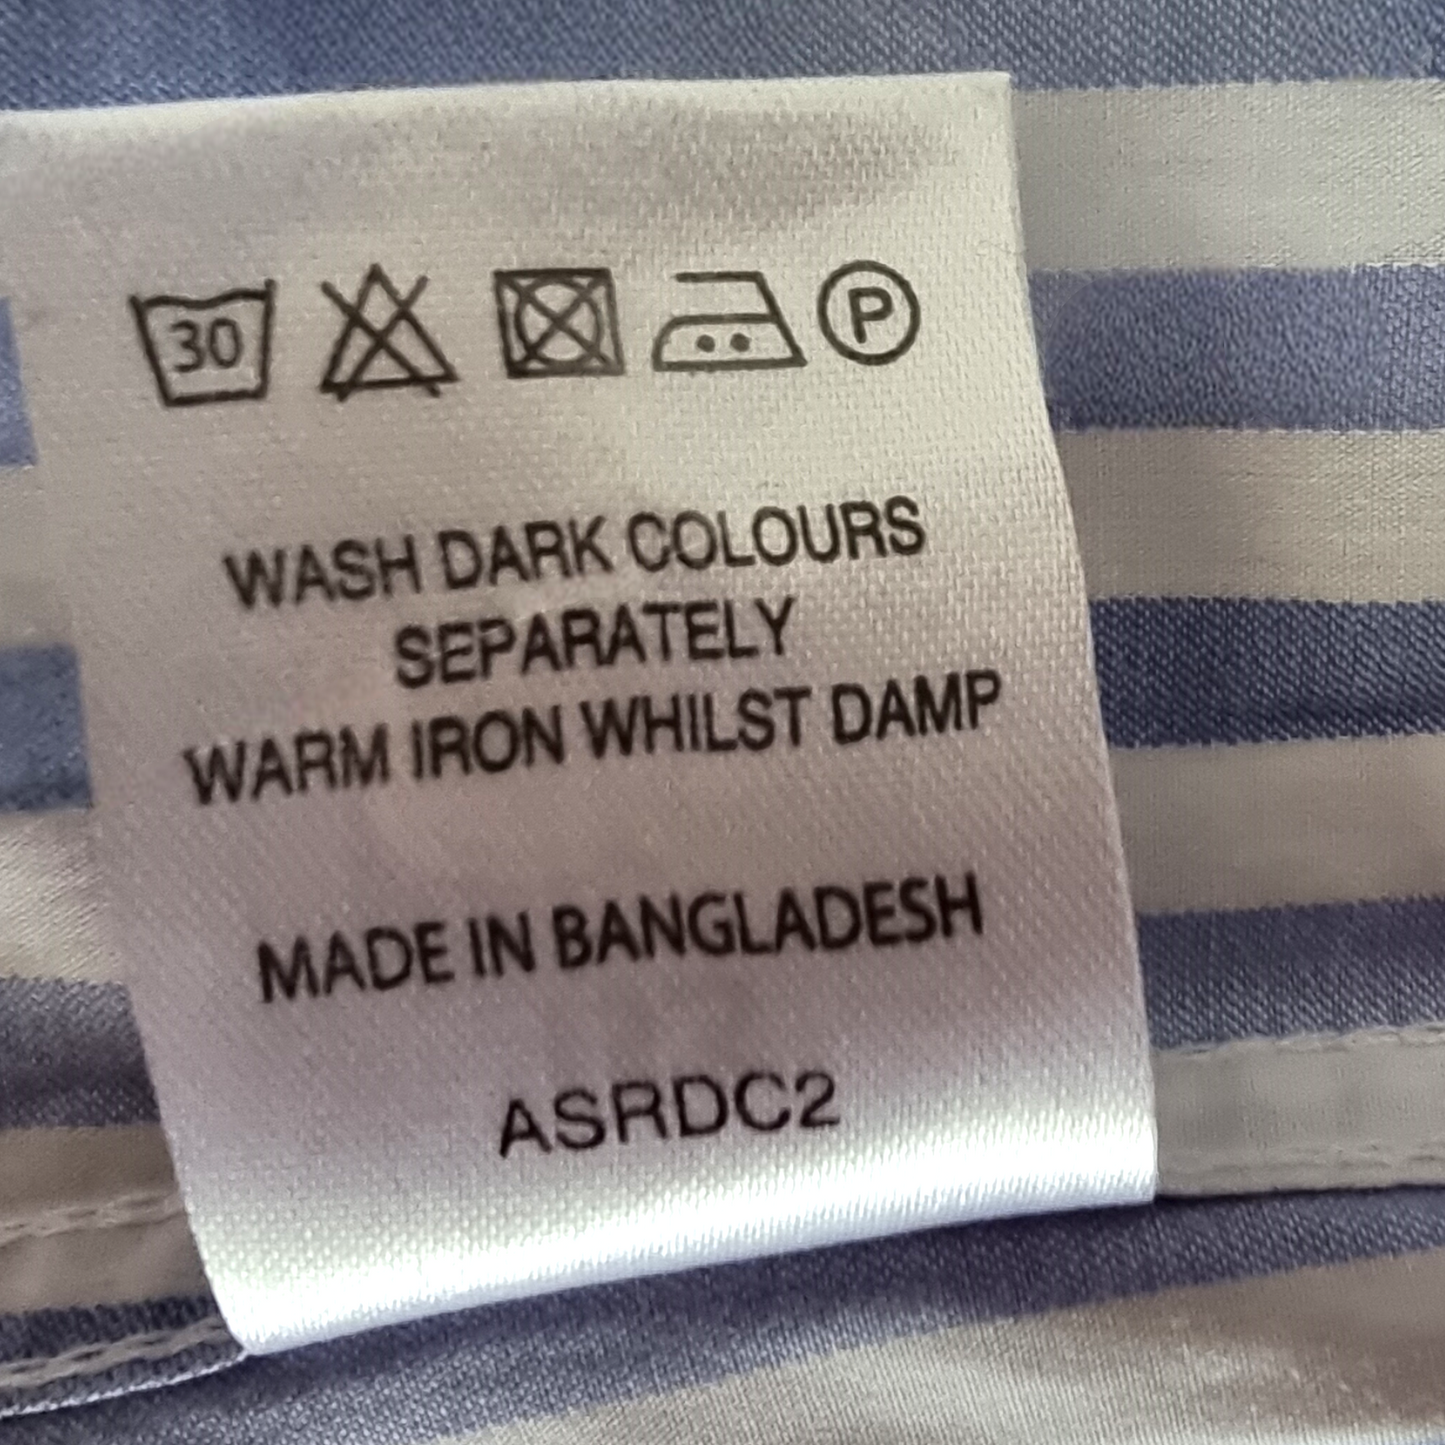 30
P
WASH DARK COLOURS
SEPARATELY
WARM IRON WHILST DAMP
MADE IN BANGLADESH
ASRDC2